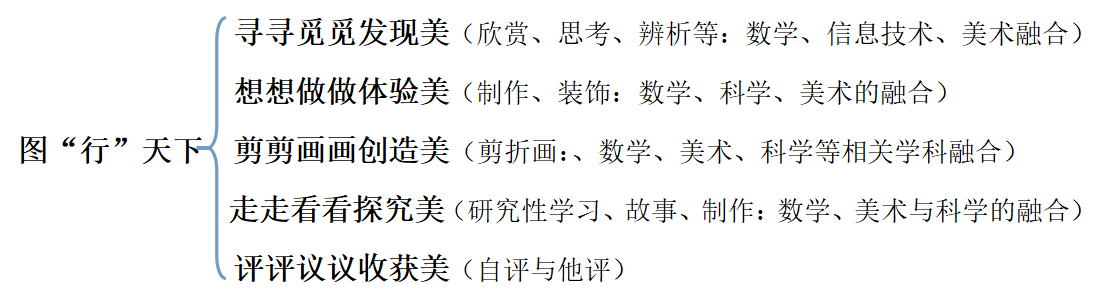 寻寻觅觅发现美（欣赏、思考、辨析等：数学、信息技术、美术融合）
想想做做体验美（制作、装饰：数学、科学、美术的融合）
图“行”天下
剪剪画画创造美（剪折画：、数学、美术、科学等相关学科融合）
走走看看探究美（研究性学习、故事、制作：数学、美术与科学的融合）
评评议议收获美（自评与他评）